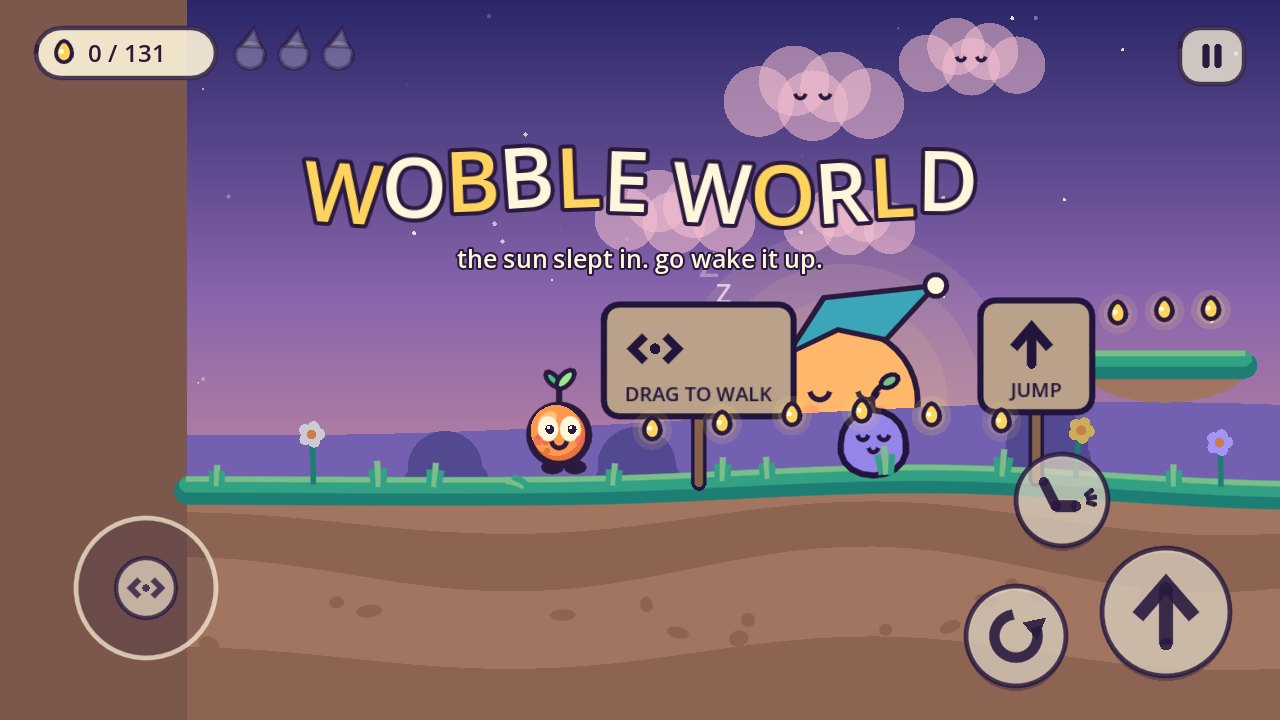 0 / 131
WOBBLE WORLD
the sun slept in. go wake it up.
Z
Z
DRAG TO WALK
JUMP